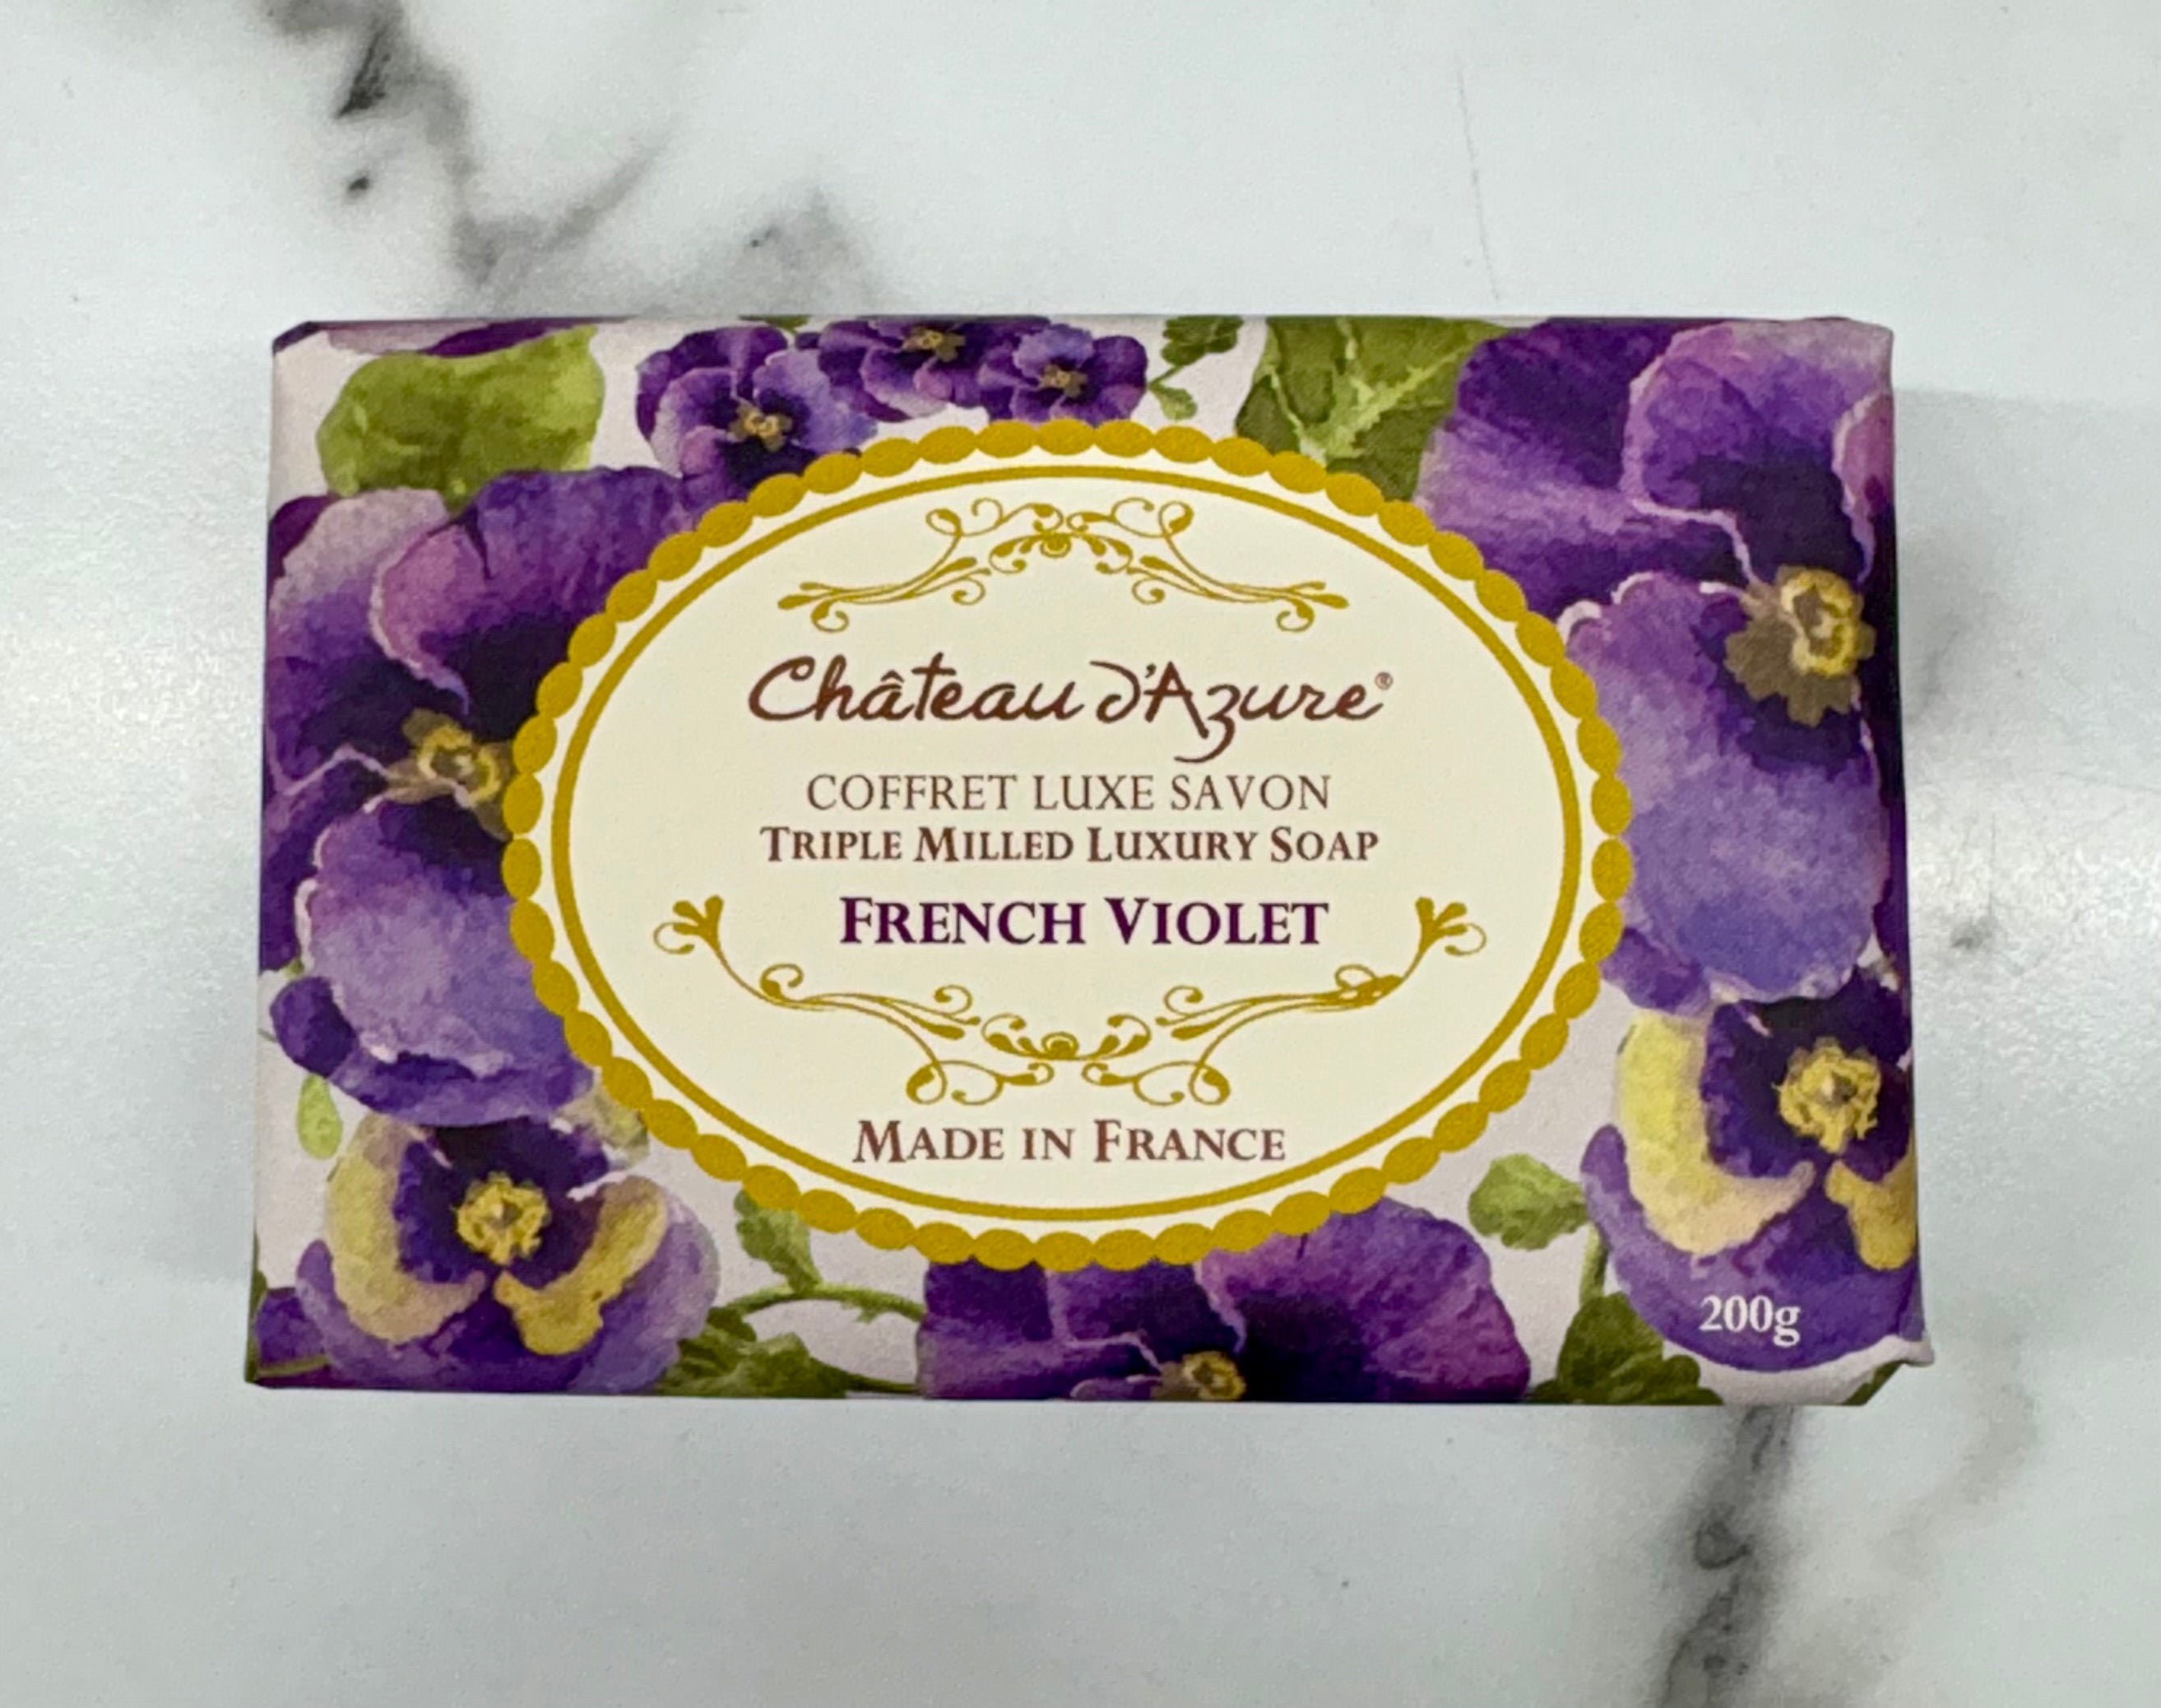 Château d'Azure®
COFFRET LUXE SAVON
TRIPLE MILLED LUXURY SOAP
FRENCH VIOLET
MADE IN FRANCE
200g